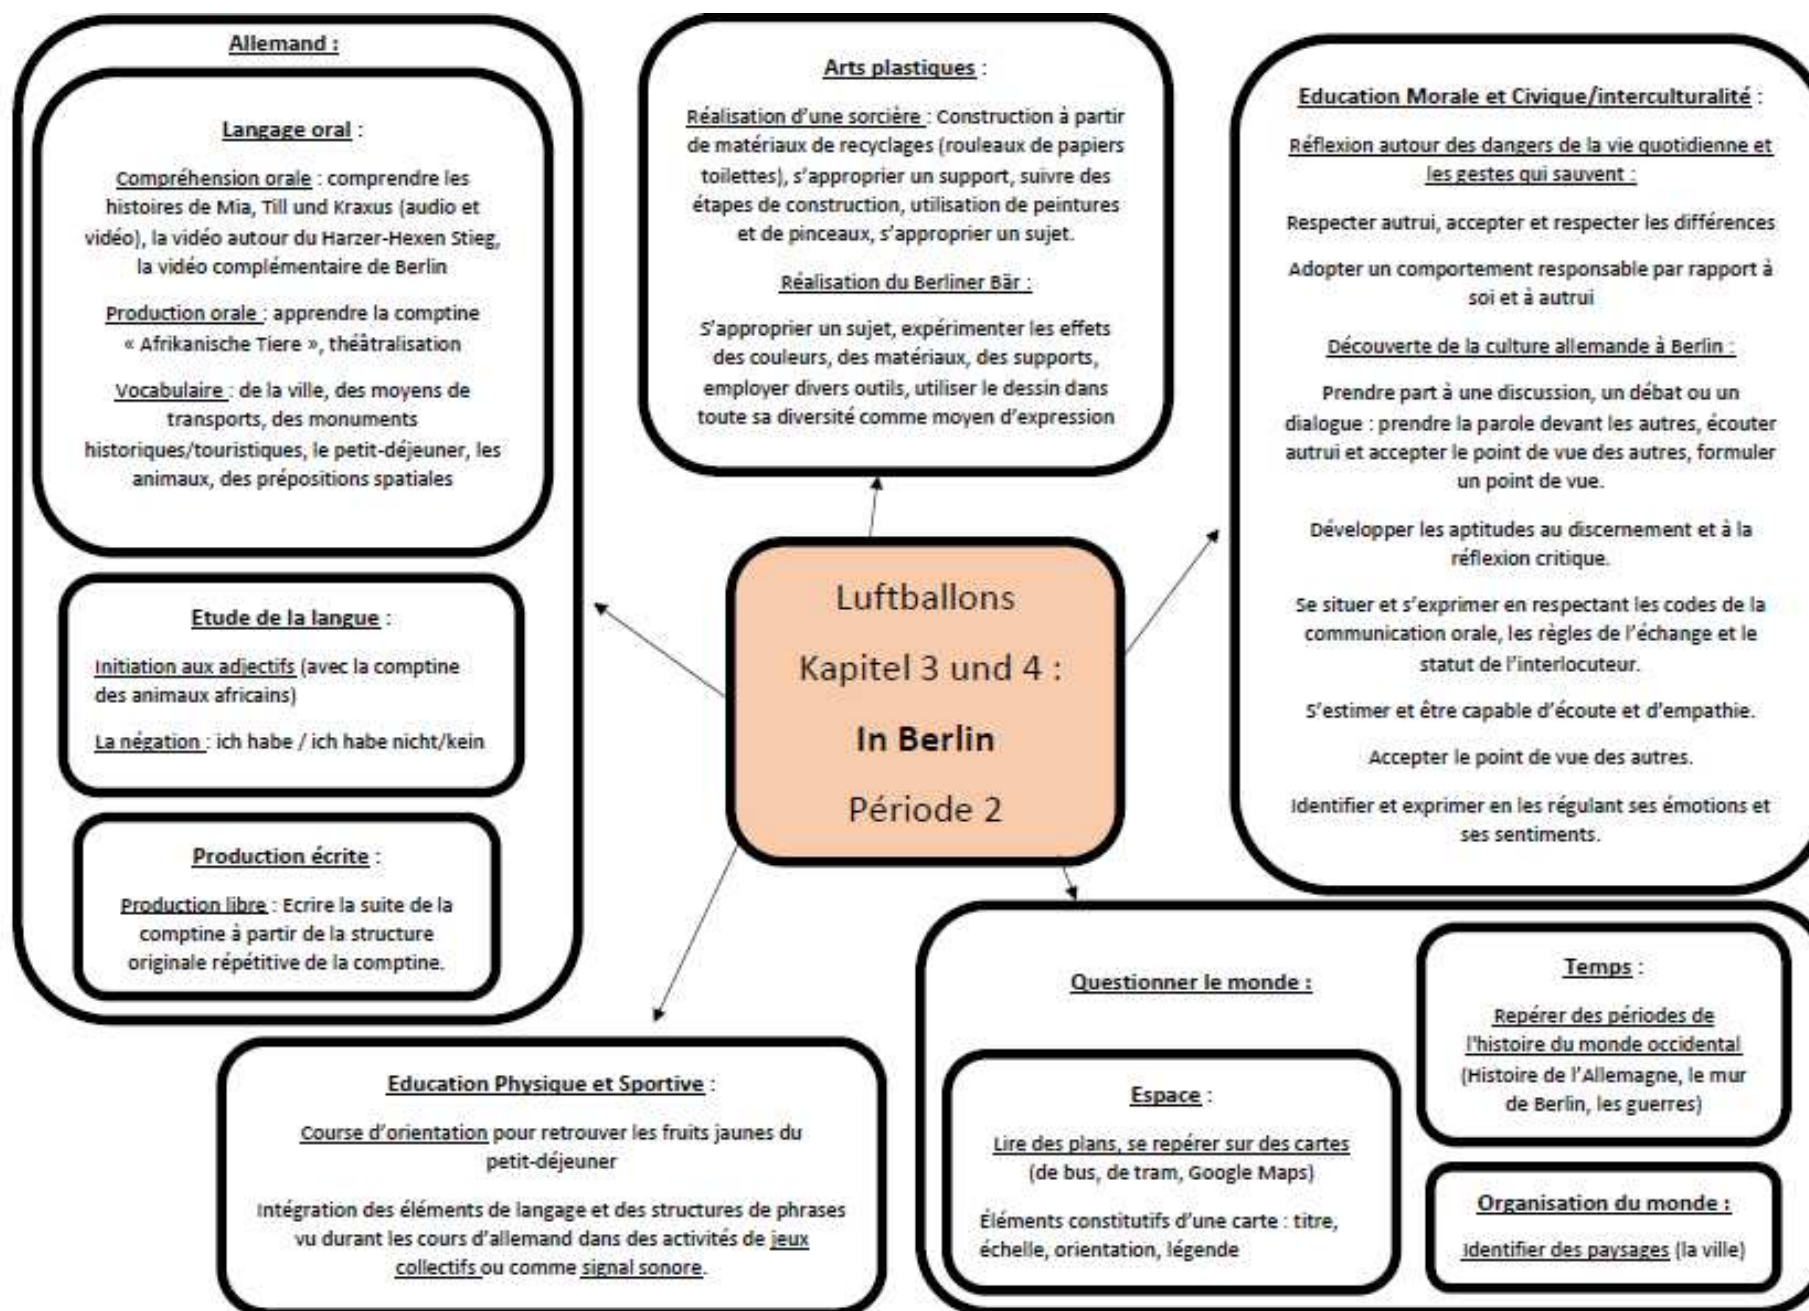 Allemand :
Langage oral :
Compréhension orale : comprendre les
histoires de Mia, Till und Kraxus (audio et
vidéo), la vidéo autour du Harzer-Hexen Stieg,
la vidéo complémentaire de Berlin
Production orale : apprendre la comptine
« Afrikanische Tiere », théâtralisation
Vocabulaire : de la ville, des moyens de
transports, des monuments
historiques/touristiques, le petit-déjeuner, les
animaux, des prépositions spatiales
Etude de la langue :
Initiation aux adjectifs (avec la comptine
des animaux africains)
La négation : ich habe / ich habe nicht/kein
Production écrite :
Production libre : Ecrire la suite de la
comptine à partir de la structure
originale répétitive de la comptine.
Arts plastiques :
Réalisation d'une sorcière : Construction à partir
de matériaux de recyclages (rouleaux de papiers
toilettes), s'approprier un support, suivre des
étapes de construction, utilisation de peintures
et de pinceaux, s'approprier un sujet.
Réalisation du Berliner Bär :
S'approprier un sujet, expérimenter les effets
des couleurs, des matériaux, des supports,
employer divers outils, utiliser le dessin dans
toute sa diversité comme moyen d'expression
Education Morale et Civique/interculturalité :
Réflexion autour des dangers de la vie quotidienne et
les gestes qui sauvent :
Respecter autrui, accepter et respecter les différences
Adopter un comportement responsable par rapport à
soi et à autrui
Découverte de la culture allemande à Berlin :
Prendre part à une discussion, un débat ou un
dialogue : prendre la parole devant les autres, écouter
autrui et accepter le point de vue des autres, formuler
un point de vue.
Développer les aptitudes au discernement et à la
réflexion critique.
Se situer et s'exprimer en respectant les codes de la
communication orale, les règles de l'échange et le
statut de l'interlocuteur.
S'estimer et être capable d'écoute et d'empathie.
Accepter le point de vue des autres.
Identifier et exprimer en les régulant ses émotions et
ses sentiments.
Luftballons
Kapitel 3 und 4 :
In Berlin
Période 2
Education Physique et Sportive :
Course d'orientation pour retrouver les fruits jaunes du
petit-déjeuner
Intégration des éléments de langage et des structures de phrases
vu durant les cours d'allemand dans des activités de jeux
collectifs ou comme signal sonore.
Questionner le monde :
Espace :
Lire des plans, se repérer sur des cartes
(de bus, de tram, Google Maps)
Eléments constitutifs d'une carte : titre,
échelle, orientation, légende
Temps :
Repérer des périodes de
l'histoire du monde occidental
(Histoire de l'Allemagne, le mur
de Berlin, les guerres)
Organisation du monde :
Identifier des paysages (la ville)